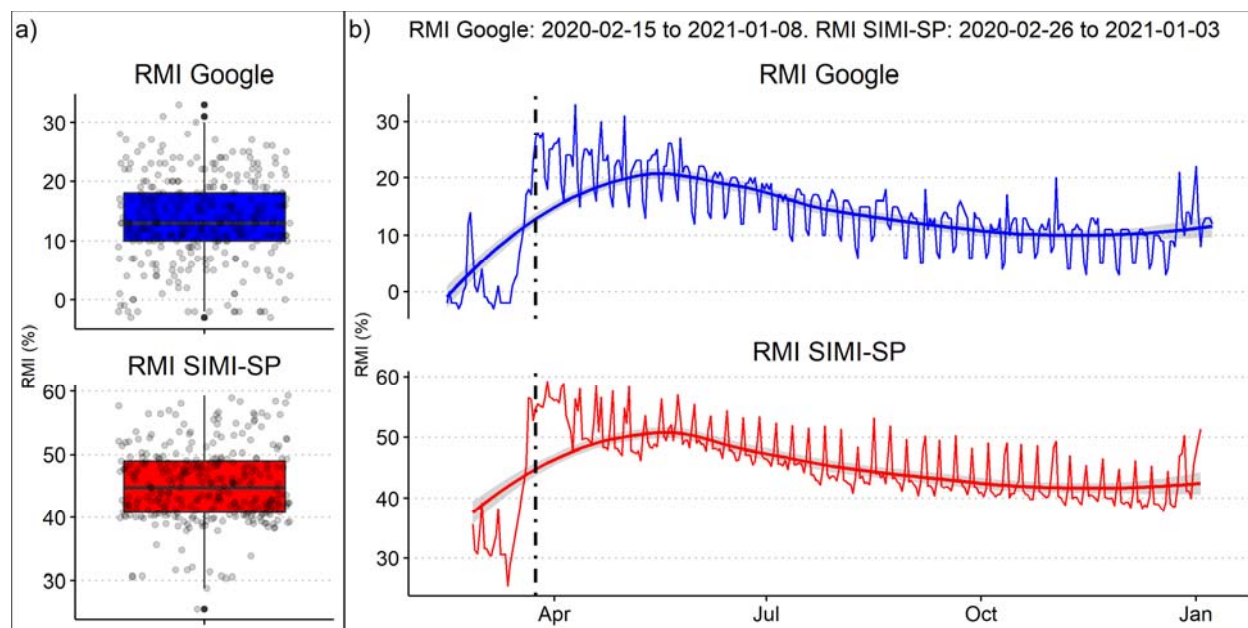 a)
RMI Google
30
20
10
0
RMI SIMI-SP
60
50
40
30
RMI (%)
b) RMI Google: 2020-02-15 to 2021-01-08. RMI SIMI-SP: 2020-02-26 to 2021-01-03
RMI Google
30
20
10
0
RMI SIMI-SP
60
50
40
30
Apr Jul Oct Jan